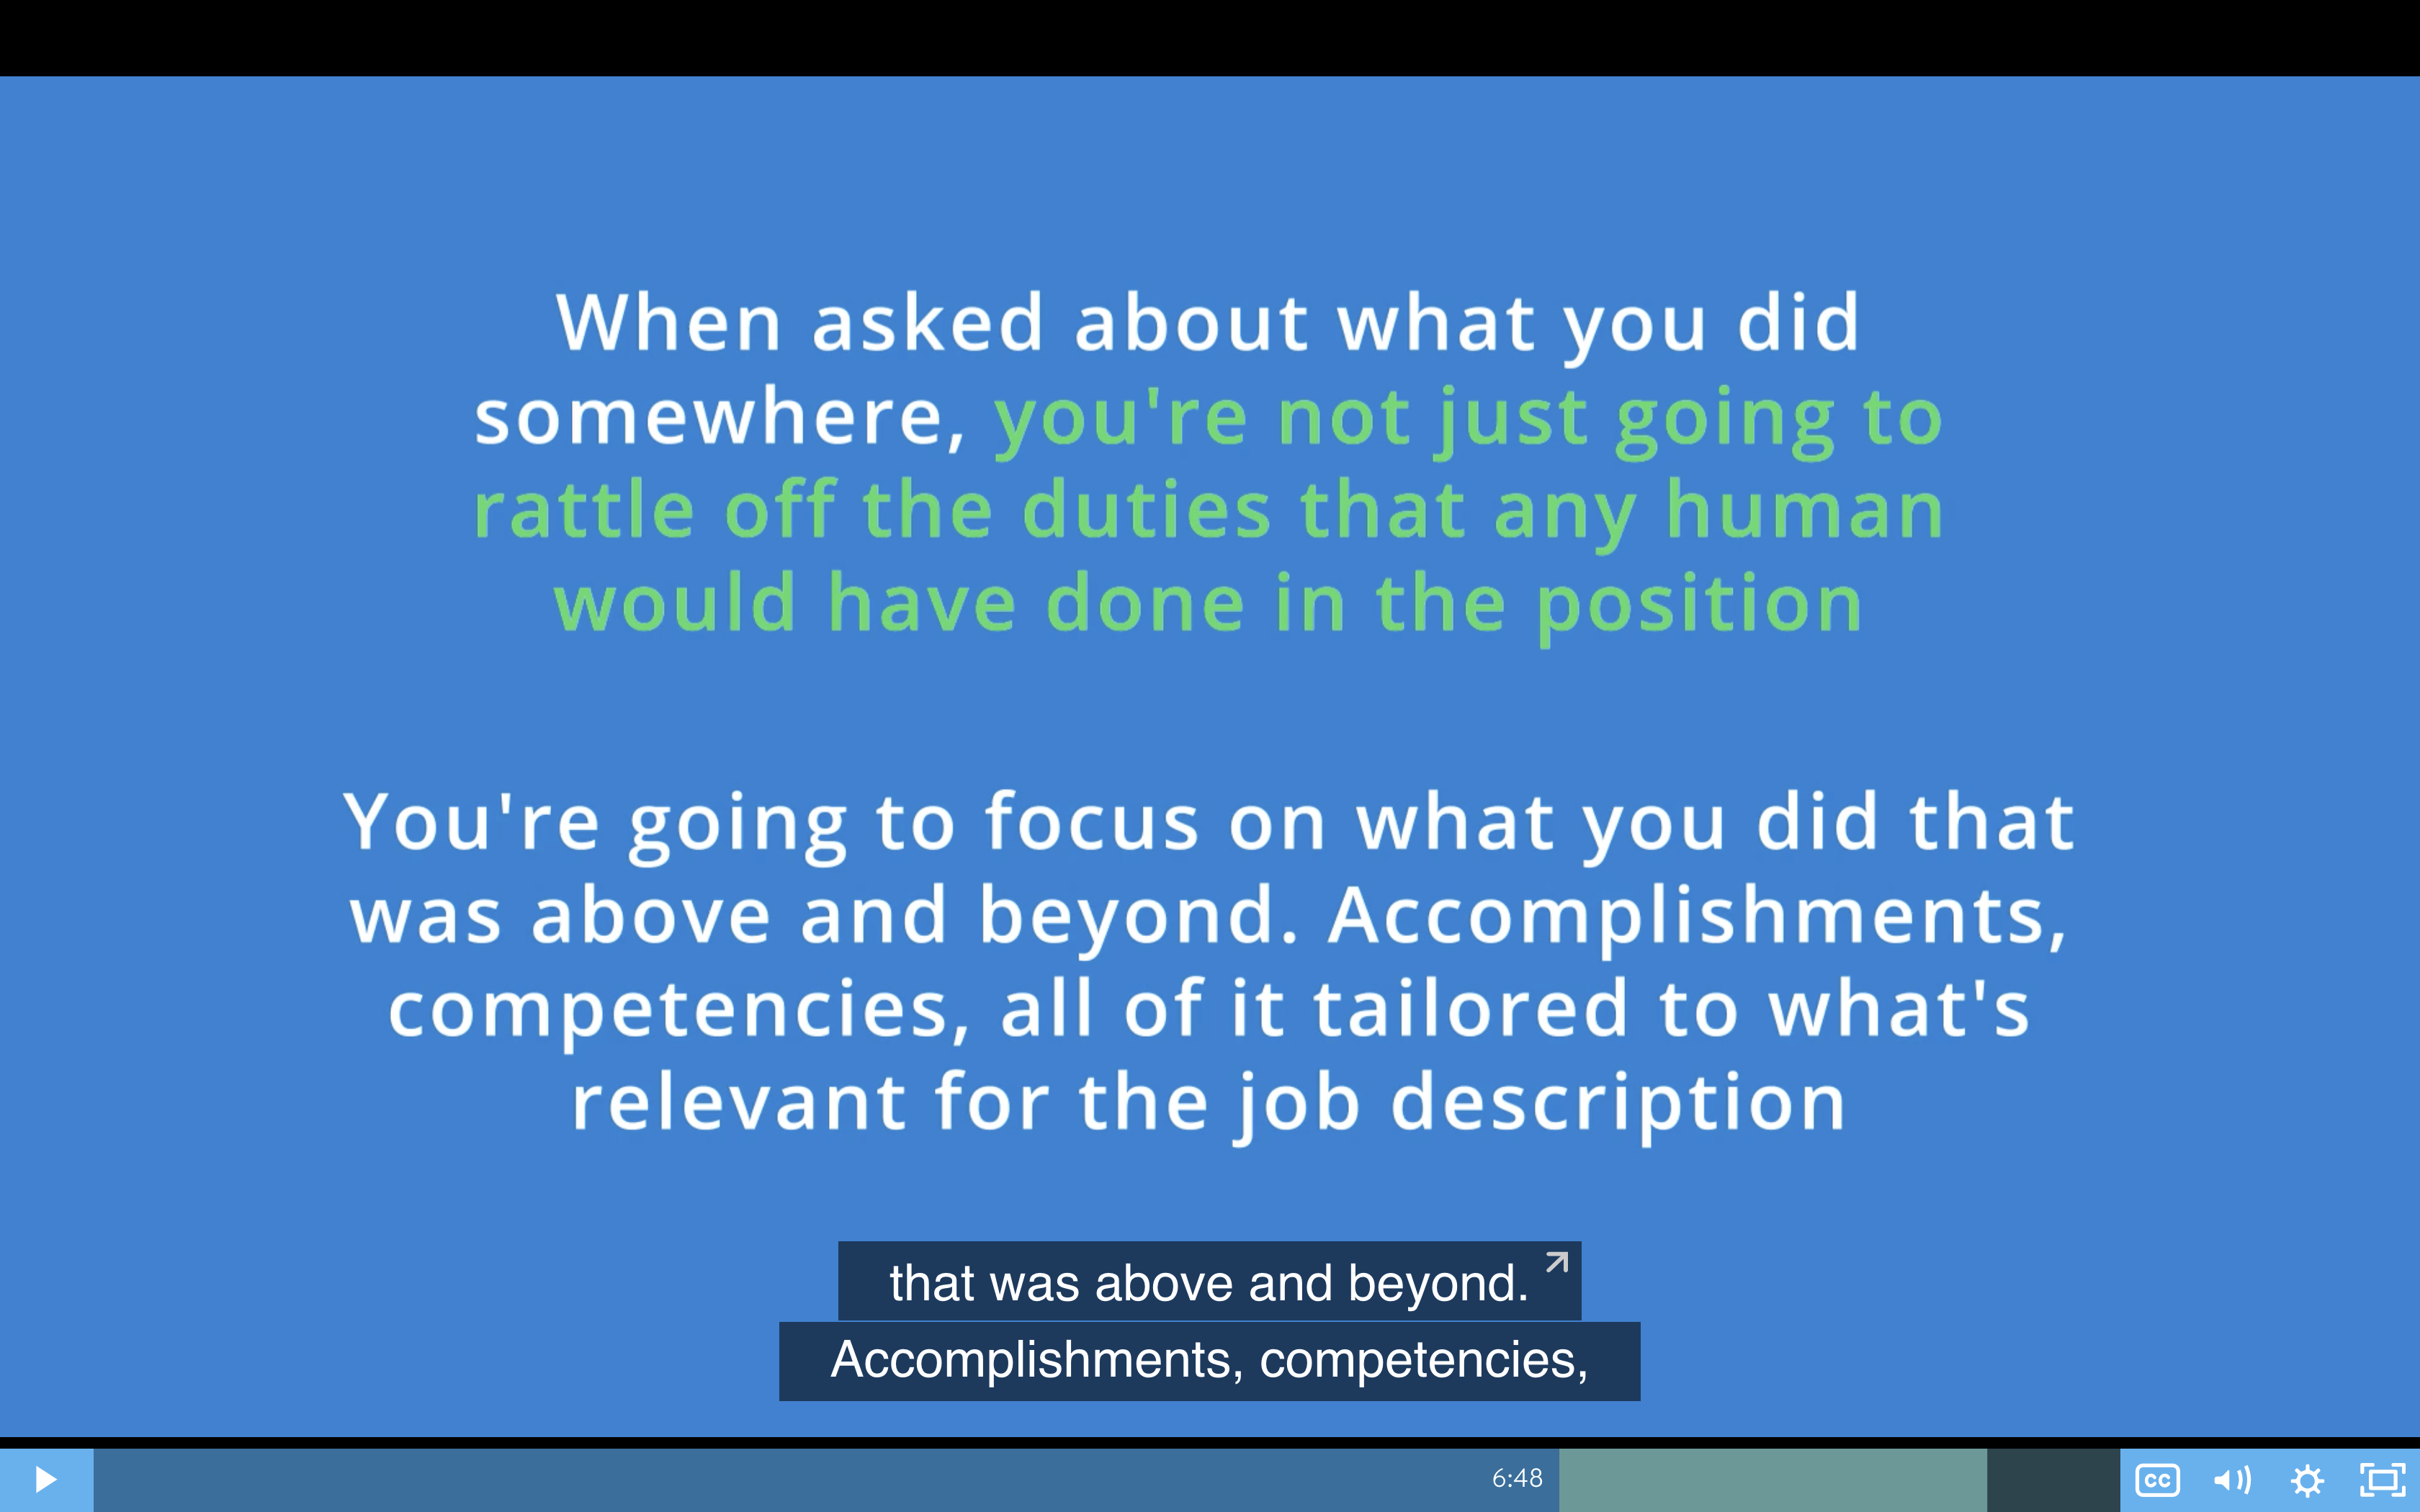 When asked about what you did
somewhere, you're not just going to
rattle off the duties that any human
would have done in the position
You're going to focus on what you did that
was above and beyond. Accomplishments,
competencies, all of it tailored to what's
relevant for the job description
that was above and beyond.
Accomplishments, competencies,
6:48
CC